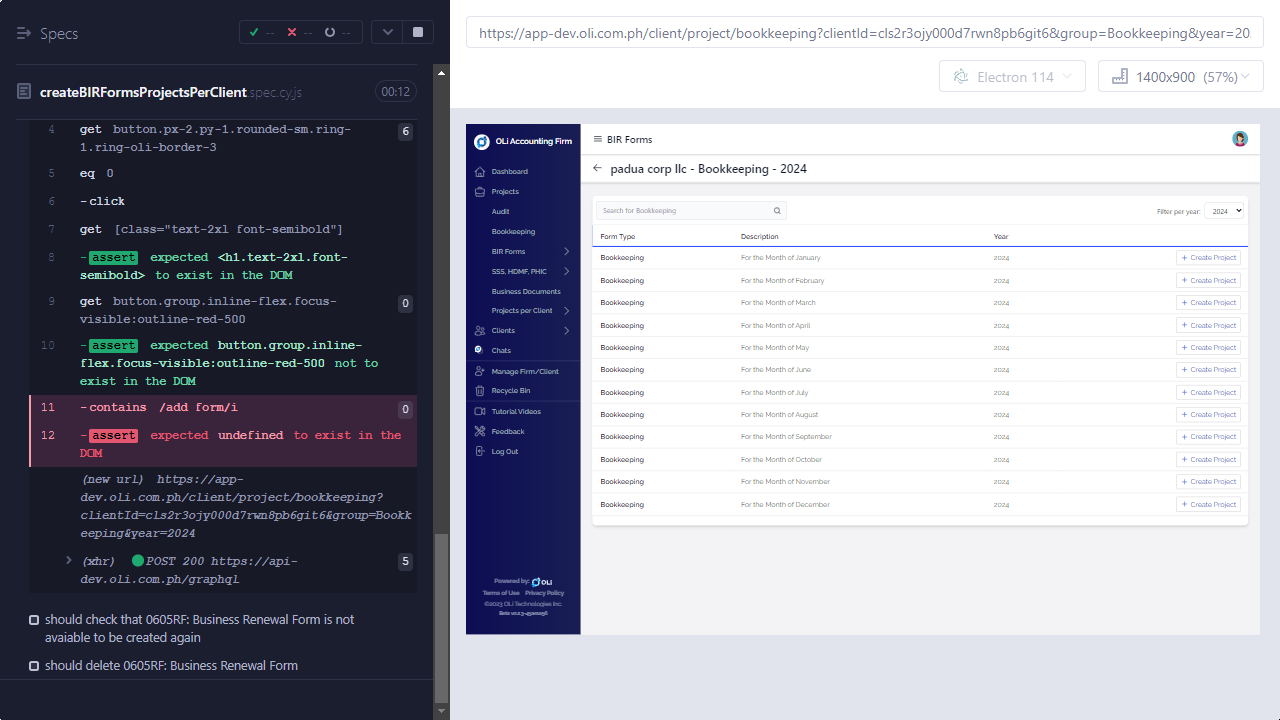 Specs
-- -- --
createBIRFormsProjectsPerClient.spec.cy.js 00:12
4 get button.px-2.py-1.rounded-sm.ring- 6
1.ring-oli-border-3
5 eq 0
6 -click
7 get [class="text-2xl font-semibold"]
8 -assert expected <h1.text-2xl.font-
semibold> to exist in the DOM
9 get button.group.inline-flex.focus- 0
visible:outline-red-500
10 -assert expected button.group.inline-
flex.focus-visible:outline-red-500 not to
exist in the DOM
11 -contains /add form/i 0
12 -assert expected undefined to exist in the
DOM
(new url) https://app-
dev.oli.com.ph/client/project/bookkeeping?
clientId=cls2r3ojy000d7rwn8pb6git6&group=Bookk
eeping&year=2024
(xhr) POST 200 https://api- 5
dev.oli.com.ph/graphql
should check that 0605RF: Business Renewal Form is not
avaiable to be created again
should delete 0605RF: Business Renewal Form
https://app-dev.oli.com.ph/client/project/bookkeeping?clientId=cls2r3ojy000d7rwn8pb6git6&group=Bookkeeping&year=20
Electron 114
1400x900 (57%)
OLi Accounting Firm
Dashboard
Projects
Audit
Bookkeeping
BIR Forms
SSS, HDMF, PHIC
Business Documents
Projects per Client
Clients
Chats
Manage Firm/Client
Recycle Bin
Tutorial Videos
Feedback
Log Out
Powered by: OLi
Terms of Use Privacy Policy
©2023 OLi Technologies Inc.
BIR Forms
padua corp llc - Bookkeeping - 2024
Search for Bookkeeping
Filter per year: 2024
Form Type Description Year
Bookkeeping For the Month of January 2024 + Create Project
Bookkeeping For the Month of February 2024 + Create Project
Bookkeeping For the Month of March 2024 + Create Project
Bookkeeping For the Month of April 2024 + Create Project
Bookkeeping For the Month of May 2024 + Create Project
Bookkeeping For the Month of June 2024 + Create Project
Bookkeeping For the Month of July 2024 + Create Project
Bookkeeping For the Month of August 2024 + Create Project
Bookkeeping For the Month of September 2024 + Create Project
Bookkeeping For the Month of October 2024 + Create Project
Bookkeeping For the Month of November 2024 + Create Project
Bookkeeping For the Month of December 2024 + Create Project